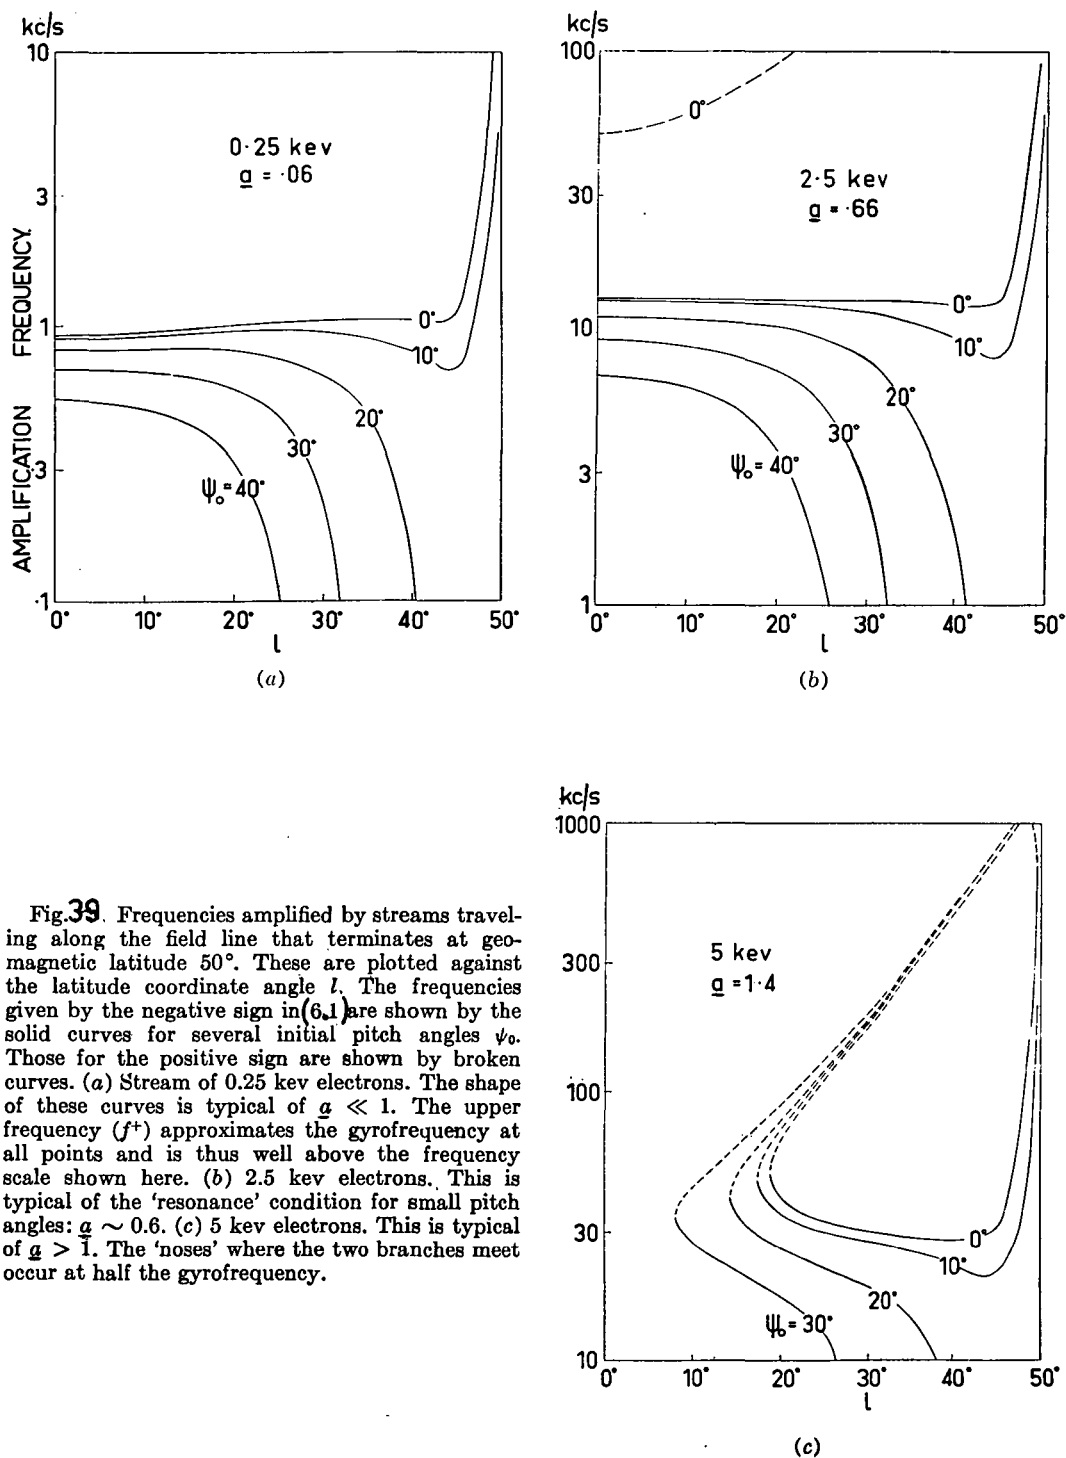 kc/s
10
3
1
·3
·1
AMPLIFICATION FREQUENCY.
0·25 kev
a = ·06
0°
10°
20°
30°
Ψ₀=40°
0° 10° 20° 30° 40° 50°
l
(a)
kc/s
100
30
10
3
1
0°
2·5 kev
a = ·66
0°
10°
20°
30°
Ψ₀=40°
0° 10° 20° 30° 40° 50°
l
(b)
kc/s
1000
300
100
30
10
5 kev
a =1·4
0°
10°
20°
Ψ₀=30°
0° 10° 20° 30° 40° 50°
l
(c)
Fig.39. Frequencies amplified by streams travel-
ing along the field line that terminates at geo-
magnetic latitude 50°. These are plotted against
the latitude coordinate angle l. The frequencies
given by the negative sign in(6.1)are shown by the
solid curves for several initial pitch angles ψ₀.
Those for the positive sign are shown by broken
curves. (a) Stream of 0.25 kev electrons. The shape
of these curves is typical of a ≪ 1. The upper
frequency (f⁺) approximates the gyrofrequency at
all points and is thus well above the frequency
scale shown here. (b) 2.5 kev electrons. This is
typical of the 'resonance' condition for small pitch
angles: a ∼ 0.6. (c) 5 kev electrons. This is typical
of a > 1. The 'noses' where the two branches meet
occur at half the gyrofrequency.